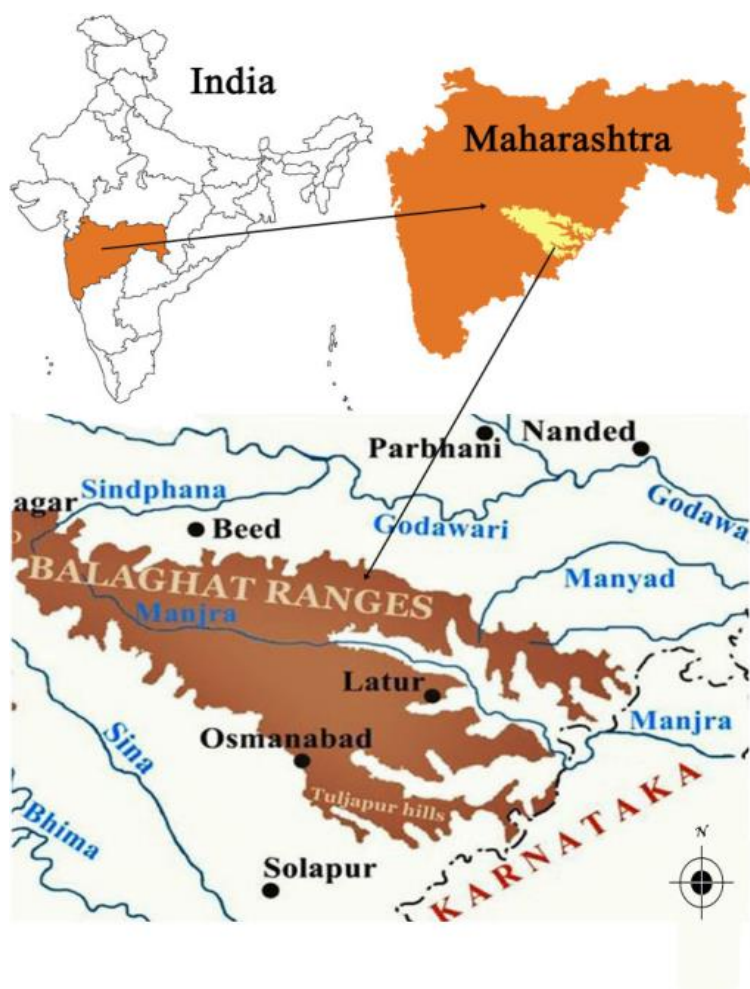 India
Maharashtra
Parbhani
Nanded
Sindphana
agar
Beed
Godawari
Godawa
BALAGHAT RANGES
Manyad
Manjra
Latur
Manjra
Osmanabad
Sina
Tuljapur hills
Bhima
Solapur
KARNATAKA
N